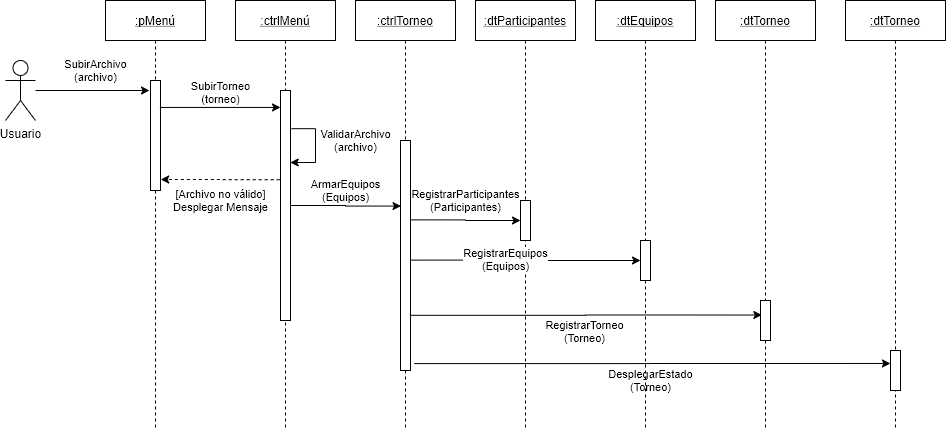 :pMenú
:ctrlMenú
:ctrlTorneo
:dtParticipantes
:dtEquipos
:dtTorneo
:dtTorneo
SubirArchivo
(archivo)
Usuario
SubirTorneo
(torneo)
ValidarArchivo
(archivo)
[Archivo no válido]
Desplegar Mensaje
ArmarEquipos
(Equipos)
RegistrarParticipantes
(Participantes)
RegistrarEquipos
(Equipos)
RegistrarTorneo
(Torneo)
DesplegarEstado
(Torneo)